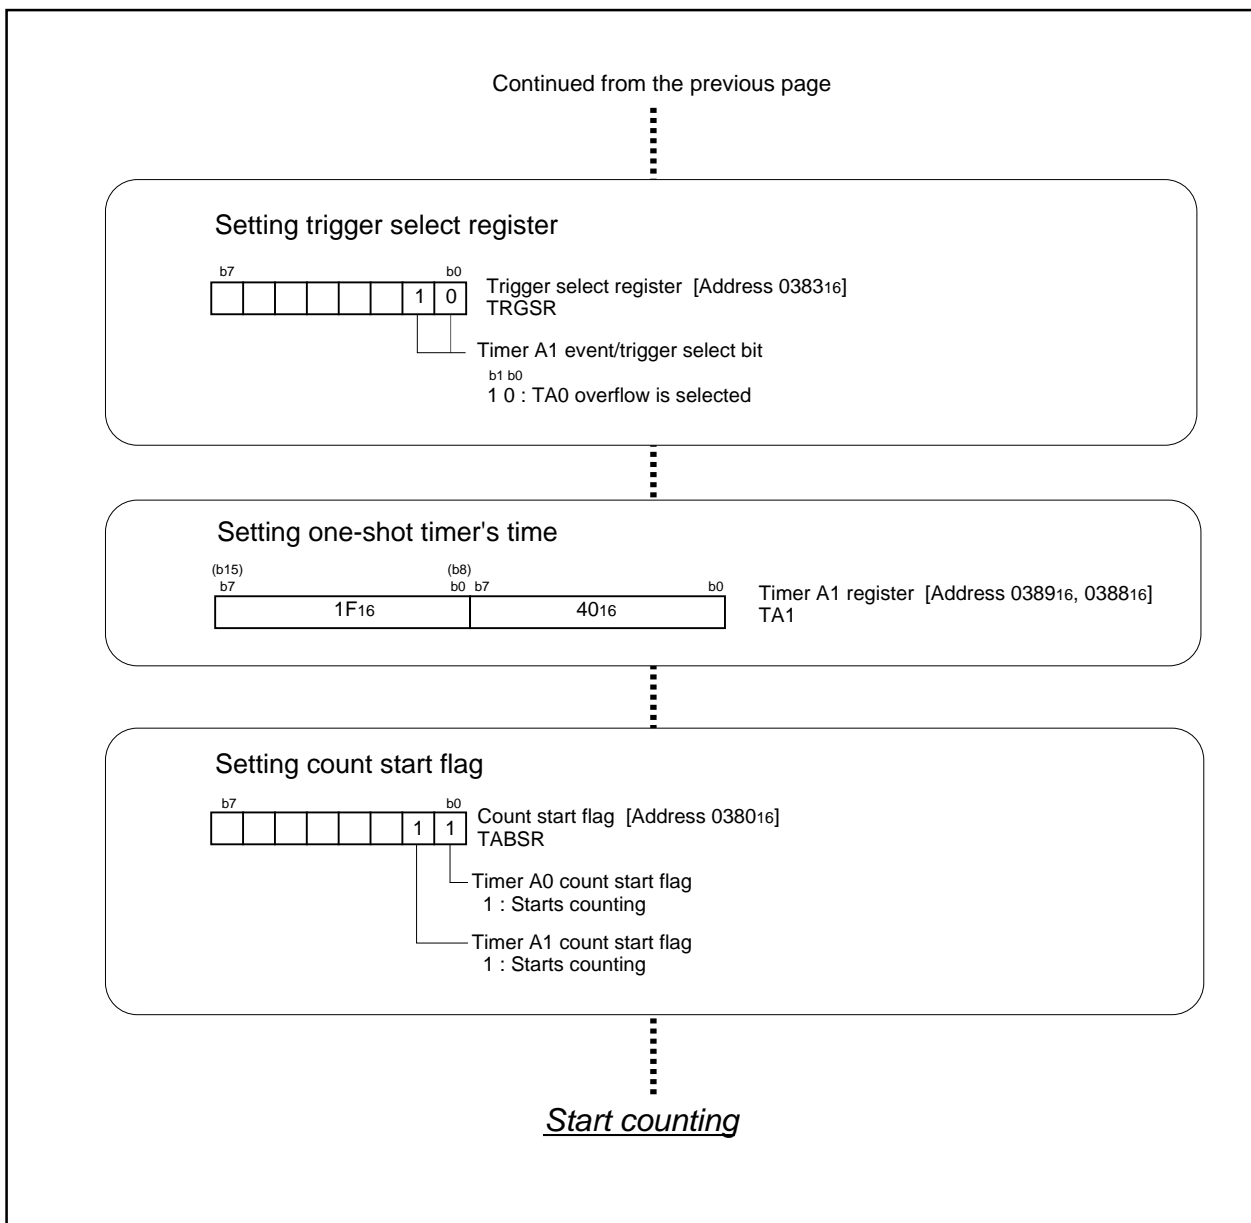 Continued from the previous page
Setting trigger select register
b7 b0
1 0
Trigger select register [Address 038316]
TRGSR
Timer A1 event/trigger select bit
b1 b0
1 0 : TA0 overflow is selected
Setting one-shot timer's time
(b15) (b8)
b7 b0 b7 b0
1F16 4016
Timer A1 register [Address 038916, 038816]
TA1
Setting count start flag
b7 b0
1 1
Count start flag [Address 038016]
TABSR
Timer A0 count start flag
1 : Starts counting
Timer A1 count start flag
1 : Starts counting
Start counting